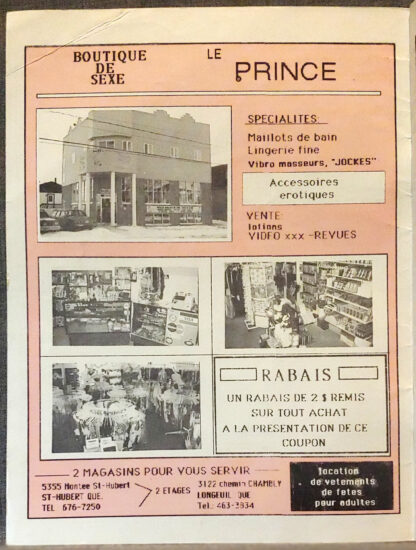 BOUTIQUE
DE
SEXE
LE
PRINCE
SPECIALITES:
Maillots de bain
Lingerie fine
Vibro masseurs, "JOCKES"
Accessoires
erotiques
VENTE:
lotions
VIDEO xxx -REVUES
RABAIS
UN RABAIS DE 2 $ REMIS
SUR TOUT ACHAT
A LA PRESENTATION DE CE
COUPON
2 MAGASINS POUR VOUS SERVIR
5355 Montee St-Hubert
ST-HUBERT QUE.
TEL 676-7250
2 ETAGES
3122 chemin CHAMBLY
LONGEUIL QUE
Tel.: 463-3834
location
de vetements
de fetes
pour adultes